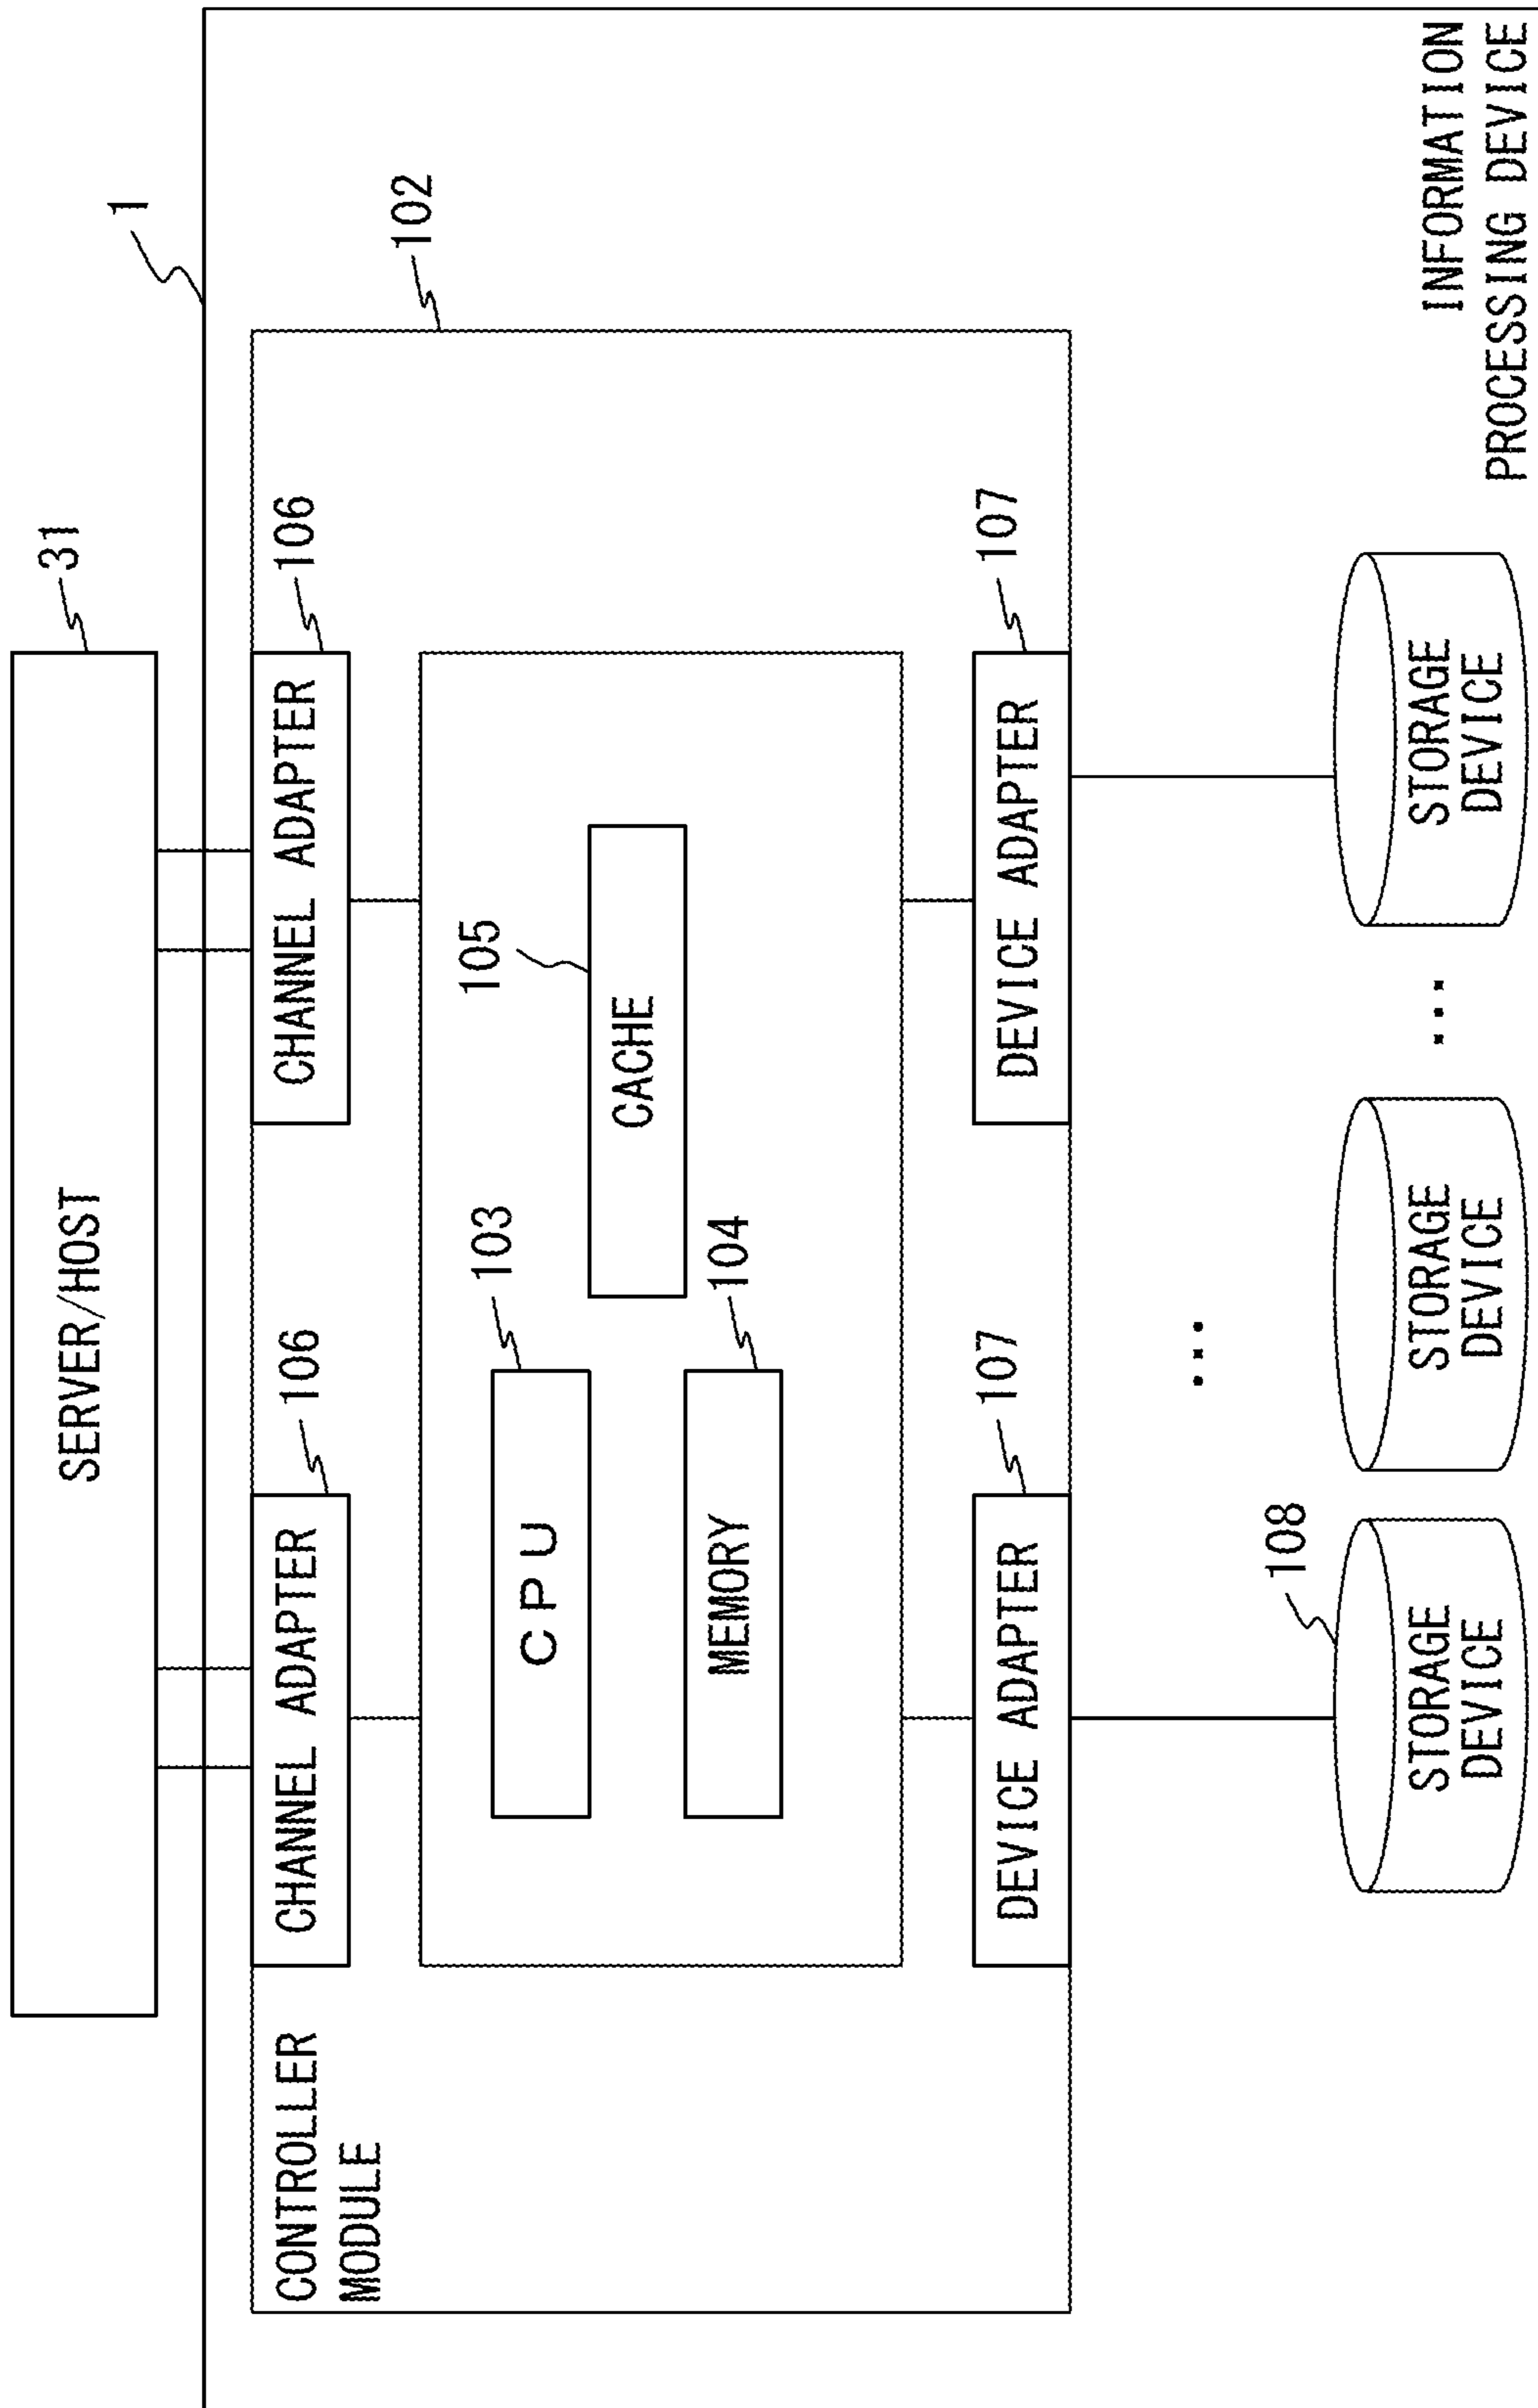 SERVER/HOST
31
1
CONTROLLER
MODULE
CHANNEL ADAPTER
106
CHANNEL ADAPTER
106
102
CPU
103
CACHE
105
MEMORY
104
DEVICE ADAPTER
107
DEVICE ADAPTER
107
...
STORAGE
DEVICE
108
STORAGE
DEVICE
...
STORAGE
DEVICE
INFORMATION
PROCESSING DEVICE